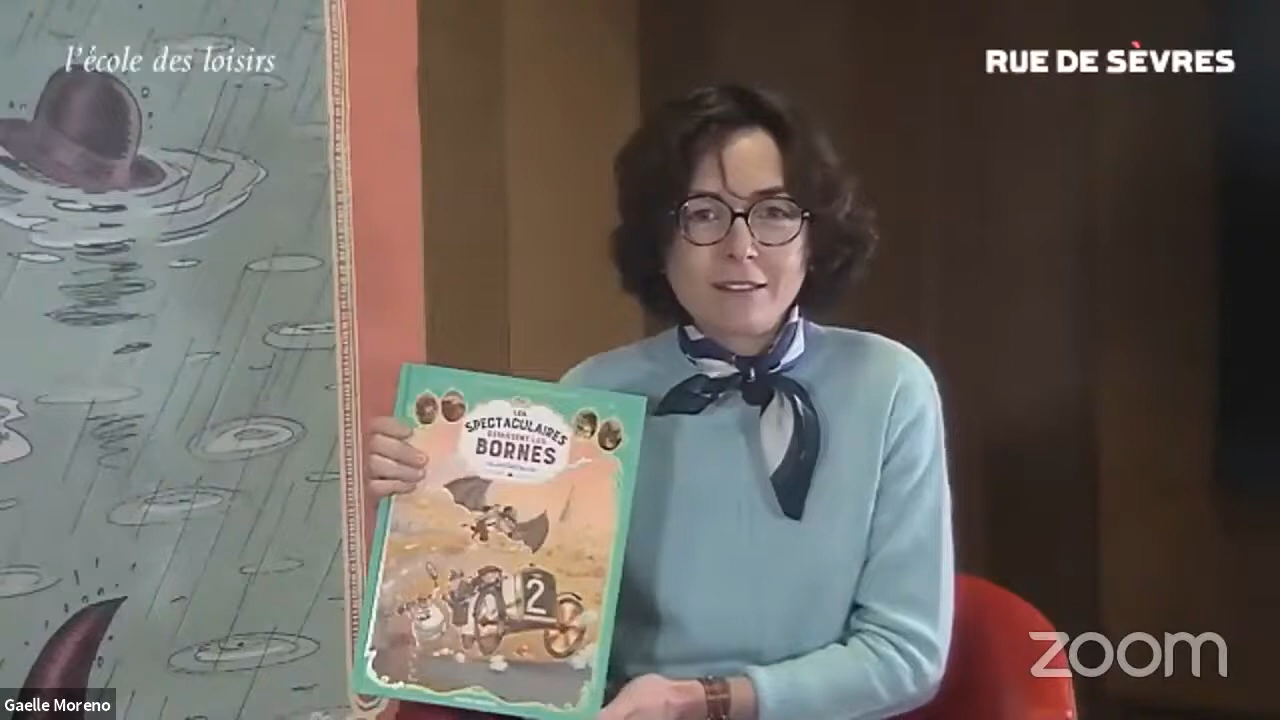 l'école des loisirs
RUE DE SÈVRES
LES
SPECTACULAIRES
DÉPASSENT LES
BORNES
2
zoom
Gaelle Moreno